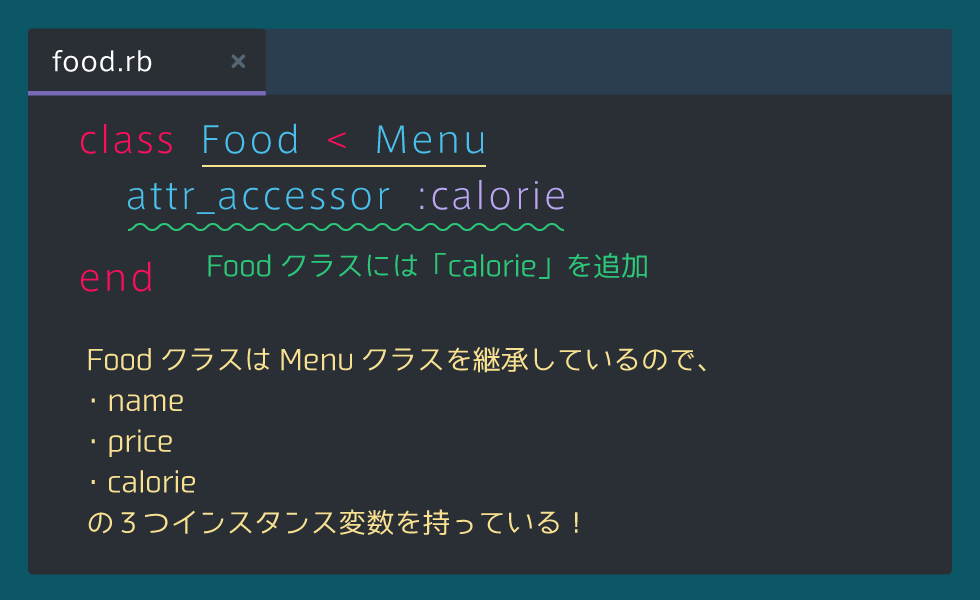 food.rb ×
class Food < Menu
attr_accessor :calorie
Food クラスには「calorie」を追加
end
Food クラスは Menu クラスを継承しているので、
・name
・price
・calorie
の３つインスタンス変数を持っている！